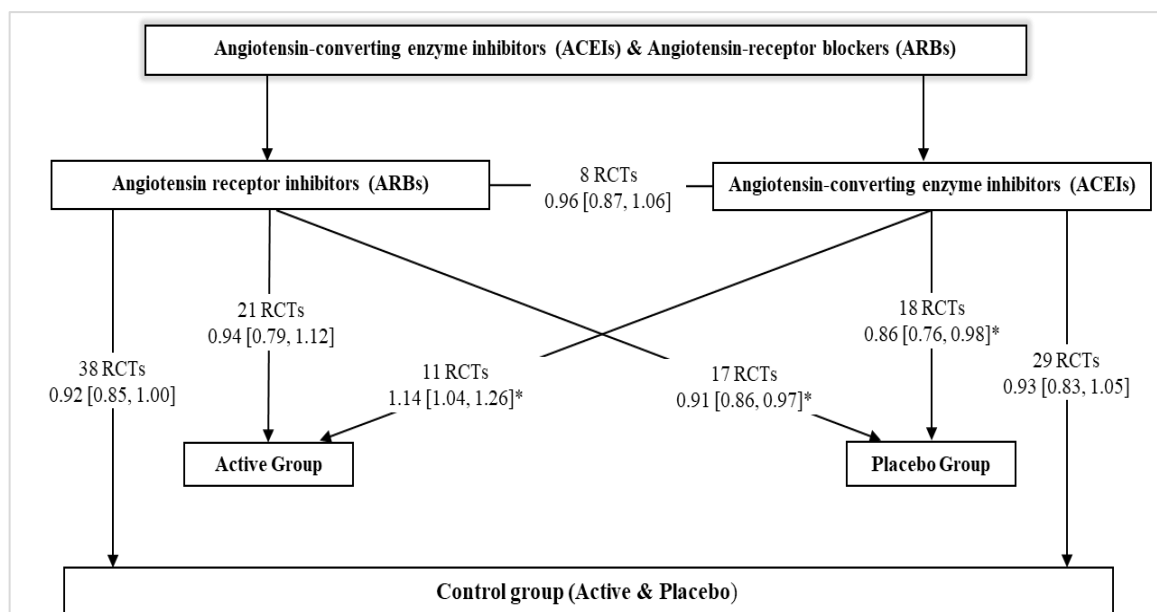 Angiotensin-converting enzyme inhibitors (ACEIs) & Angiotensin-receptor blockers (ARBs)
Angiotensin receptor inhibitors (ARBs)
8 RCTs
0.96 [0.87, 1.06]
Angiotensin-converting enzyme inhibitors (ACEIs)
38 RCTs
0.92 [0.85, 1.00]
21 RCTs
0.94 [0.79, 1.12]
11 RCTs
1.14 [1.04, 1.26]*
17 RCTs
0.91 [0.86, 0.97]*
18 RCTs
0.86 [0.76, 0.98]*
29 RCTs
0.93 [0.83, 1.05]
Active Group
Placebo Group
Control group (Active & Placebo)